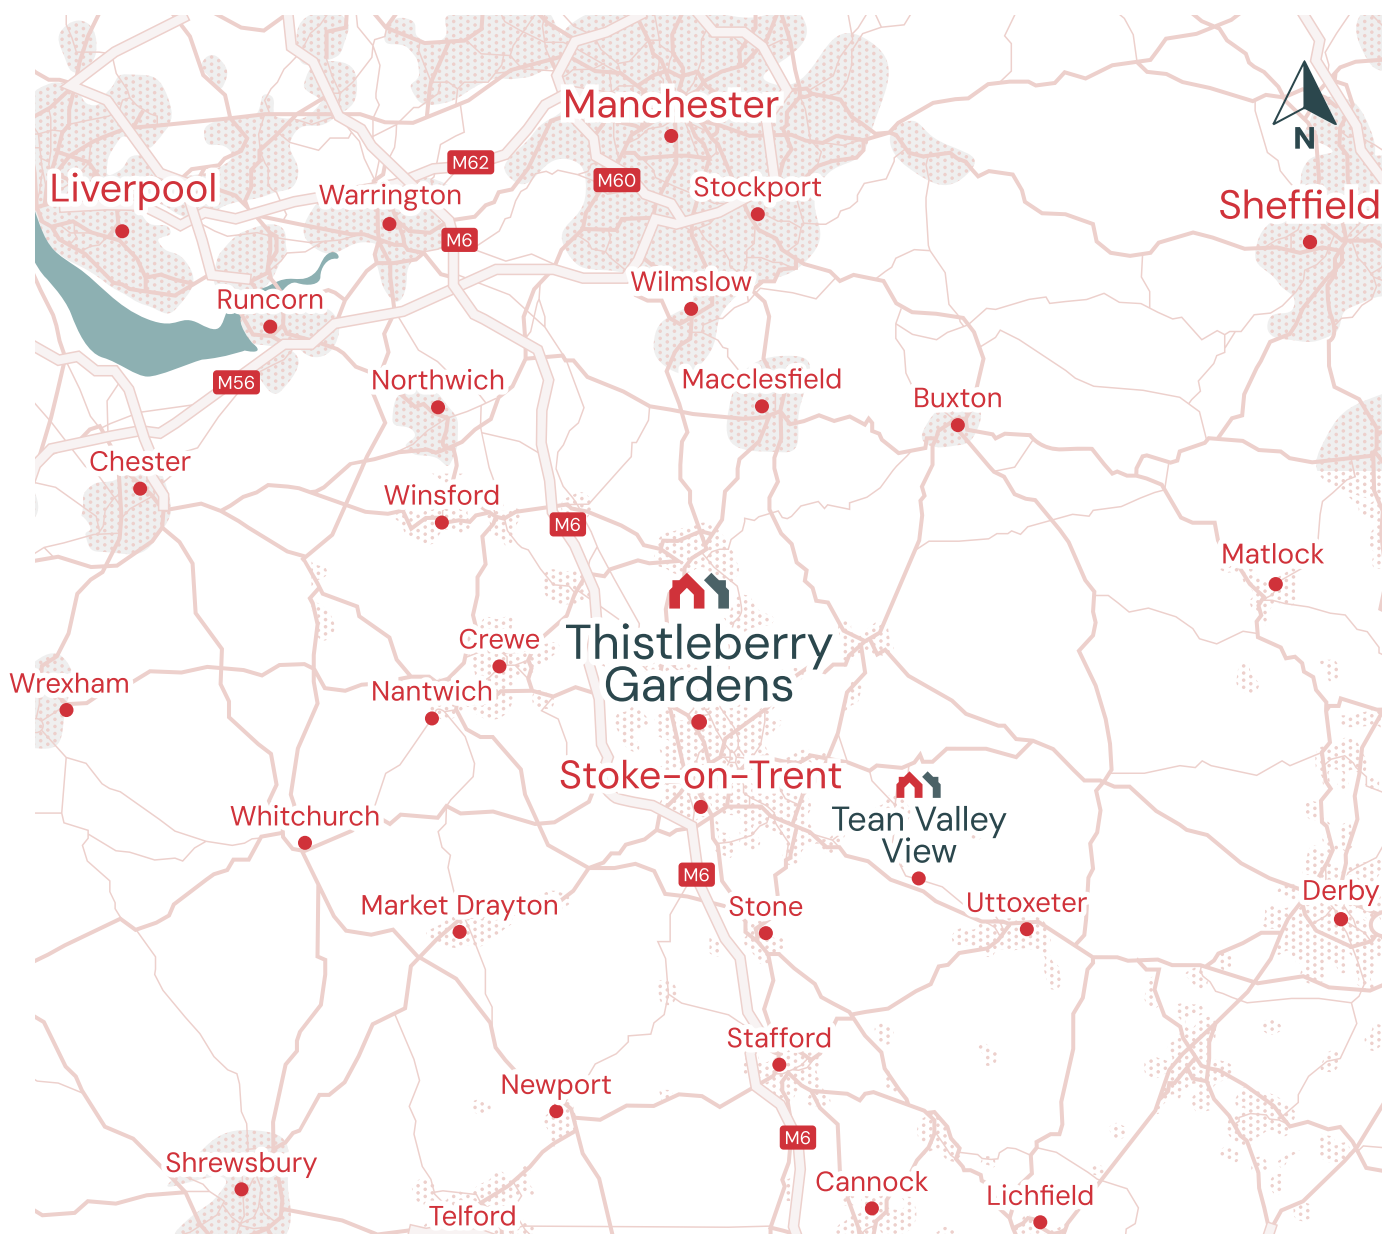 Manchester
N
M62
Liverpool
Warrington
M60
Stockport
Sheffield
M6
Wilmslow
Runcorn
M56
Northwich
Macclesfield
Buxton
Chester
Winsford
M6
Matlock
Crewe
Thistleberry
Gardens
Wrexham
Nantwich
Stoke-on-Trent
Whitchurch
Tean Valley
View
M6
Market Drayton
Stone
Uttoxeter
Derby
Stafford
Newport
M6
Shrewsbury
Cannock
Lichfield
Telford